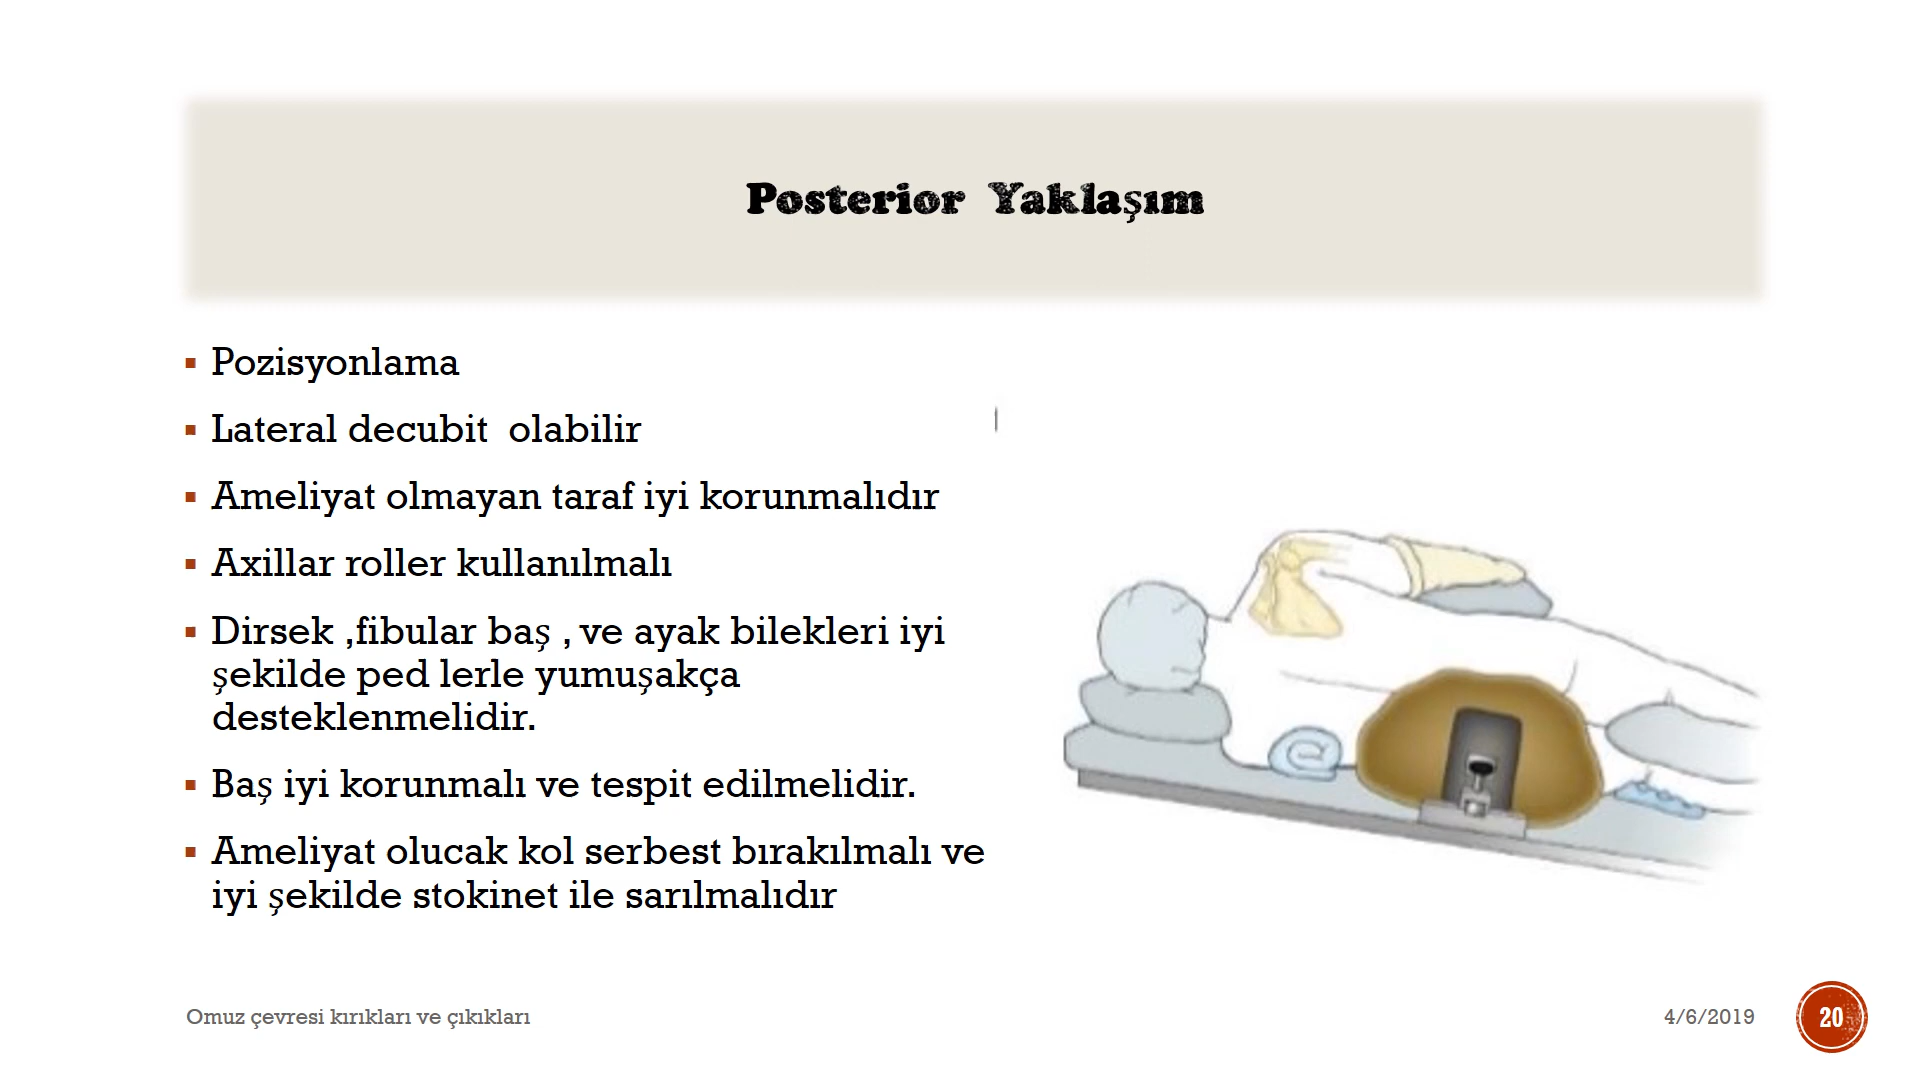 Posterior Yaklaşım
Pozisyonlama
Lateral decubit olabilir
Ameliyat olmayan taraf iyi korunmalıdır
Axillar roller kullanılmalı
Dirsek ,fibular baş , ve ayak bilekleri iyi
şekilde ped lerle yumuşakça
desteklenmelidir.
Baş iyi korunmalı ve tespit edilmelidir.
Ameliyat olucak kol serbest bırakılmalı ve
iyi şekilde stokinet ile sarılmalıdır
Omuz çevresi kırıkları ve çıkıkları
4/6/2019
20